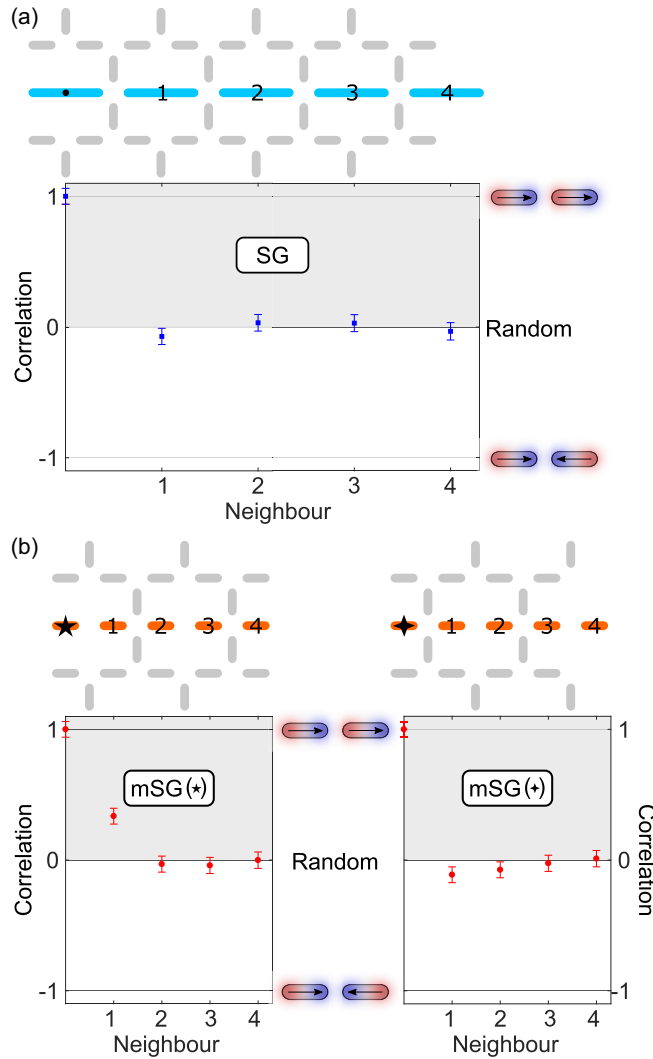 (a)
1 2 3 4
1
0
-1
Correlation
SG
Random
1 2 3 4
Neighbour
(b)
1 2 3 4
1 2 3 4
1
0
-1
Correlation
mSG(★)
Random
1 2 3 4
Neighbour
mSG(✦)
1
0
-1
Correlation
1 2 3 4
Neighbour